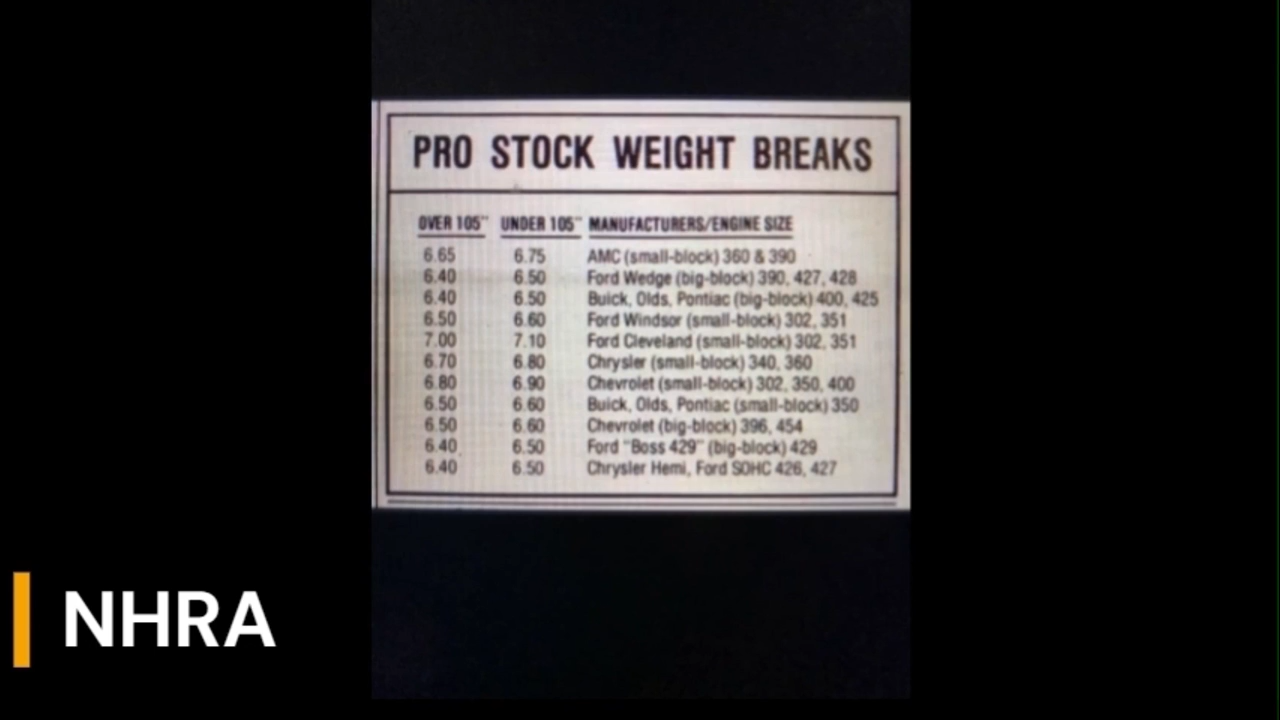 PRO STOCK WEIGHT BREAKS
OVER 105" UNDER 105" MANUFACTURERS/ENGINE SIZE
6.65 6.75 AMC (small-block) 360 & 390
6.40 6.50 Ford Wedge (big-block) 390, 427, 428
6.40 6.50 Buick, Olds, Pontiac (big-block) 400, 425
6.50 6.60 Ford Windsor (small-block) 302, 351
7.00 7.10 Ford Cleveland (small-block) 302, 351
6.70 6.80 Chrysler (small-block) 340, 360
6.80 6.90 Chevrolet (small-block) 302, 350, 400
6.50 6.60 Buick, Olds, Pontiac (small-block) 350
6.50 6.60 Chevrolet (big-block) 396, 454
6.40 6.50 Ford "Boss 429" (big-block) 429
6.40 6.50 Chrysler Hemi, Ford SOHC 426, 427
NHRA